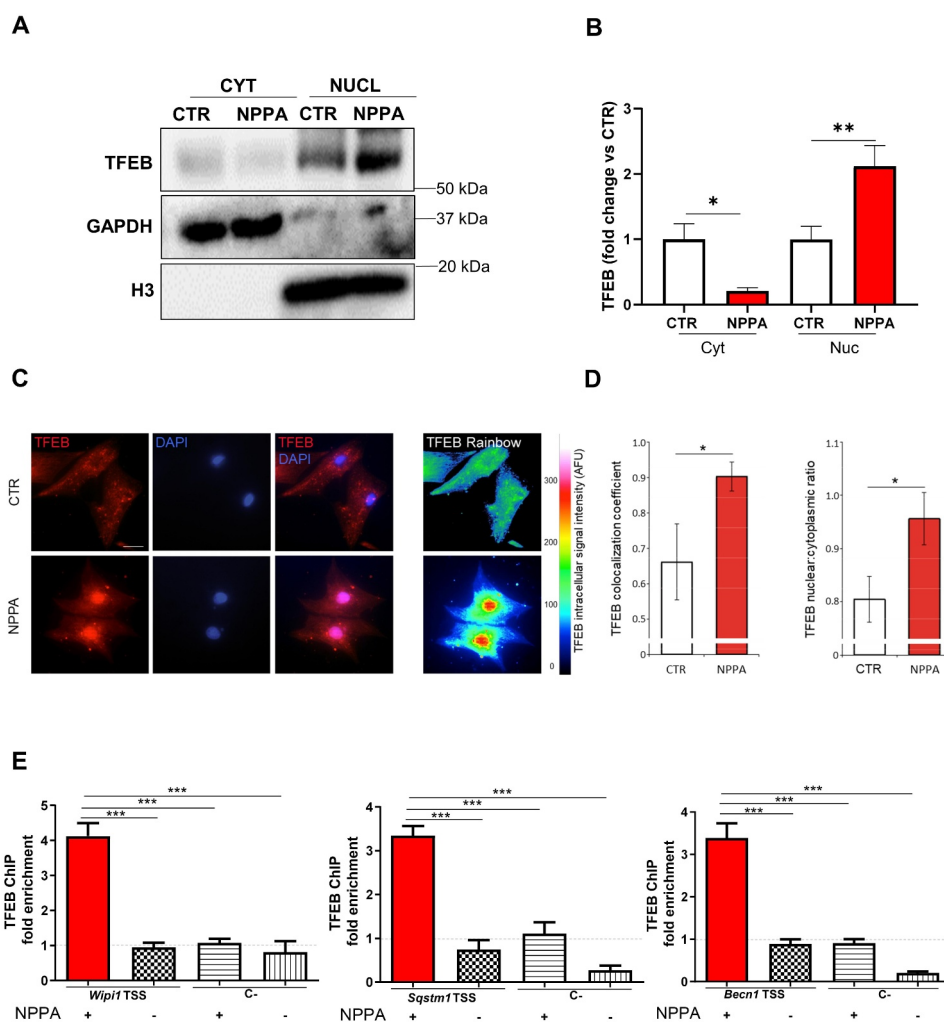 A
CYT NUCL
CTR NPPA CTR NPPA
TFEB
50 kDa
GAPDH
37 kDa
20 kDa
H3
B
TFEB (fold change vs CTR)
3
2
1
0
*
**
CTR NPPA CTR NPPA
Cyt Nuc
C
TFEB DAPI TFEB DAPI TFEB Rainbow
CTR
NPPA
TFEB intracellular signal intensity (AFU)
300
200
100
0
D
TFEB colocalization coefficient
1.0
0.9
0.8
0.7
0.6
0.5
0
*
CTR NPPA
TFEB nuclear:cytoplasmic ratio
1.1
1.0
0.9
0.8
0
*
CTR NPPA
E
TFEB ChIP
fold enrichment
5
4
2
1
0
***
***
***
Wipi1 TSS C-
NPPA + - + -
TFEB ChIP
fold enrichment
4
3
1
0
***
***
***
Sqstm1 TSS C-
NPPA + - + -
TFEB ChIP
fold enrichment
4
3
1
0
***
***
***
Becn1 TSS C-
NPPA + - + -